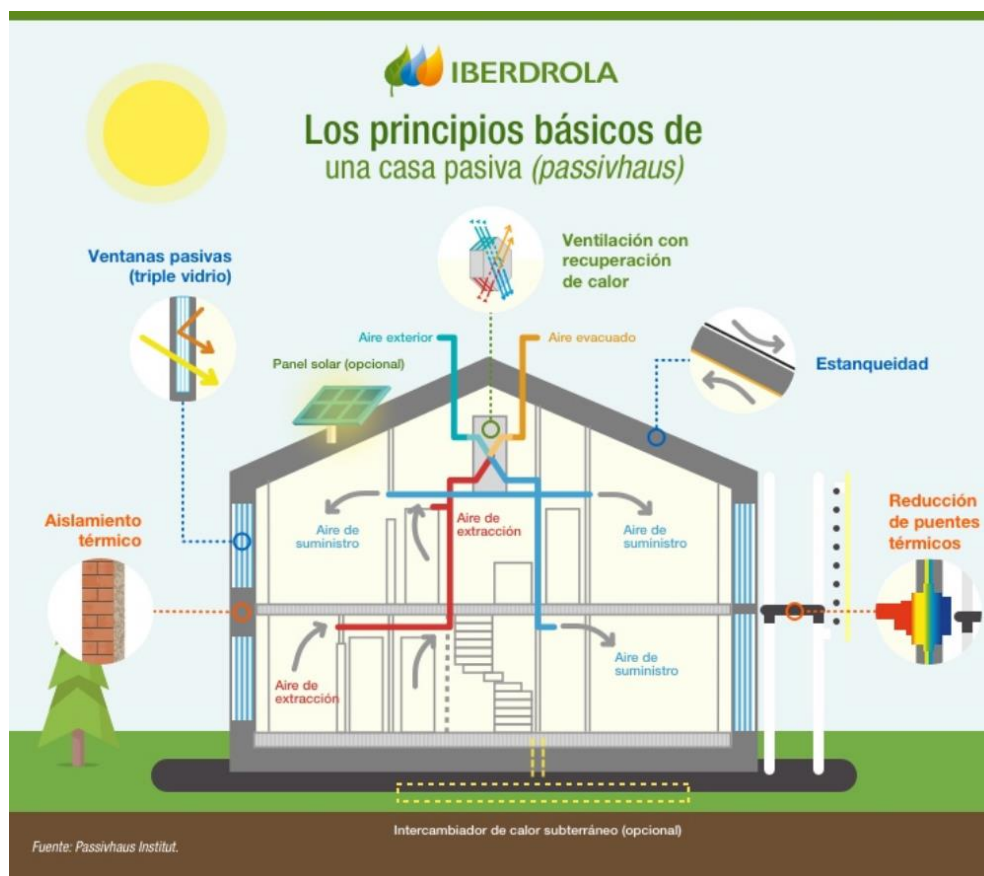 IBERDROLA
Los principios básicos de
una casa pasiva (passivhaus)
Ventanas pasivas
(triple vidrio)
Ventilación con
recuperación
de calor
Aire exterior
Aire evacuado
Panel solar (opcional)
Estanqueidad
Aislamiento
térmico
Aire de
suministro
Aire de
extracción
Aire de
suministro
Reducción
de puentes
térmicos
Aire de
extracción
Aire de
suministro
Intercambiador de calor subterráneo (opcional)
Fuente: Passivhaus Institut.